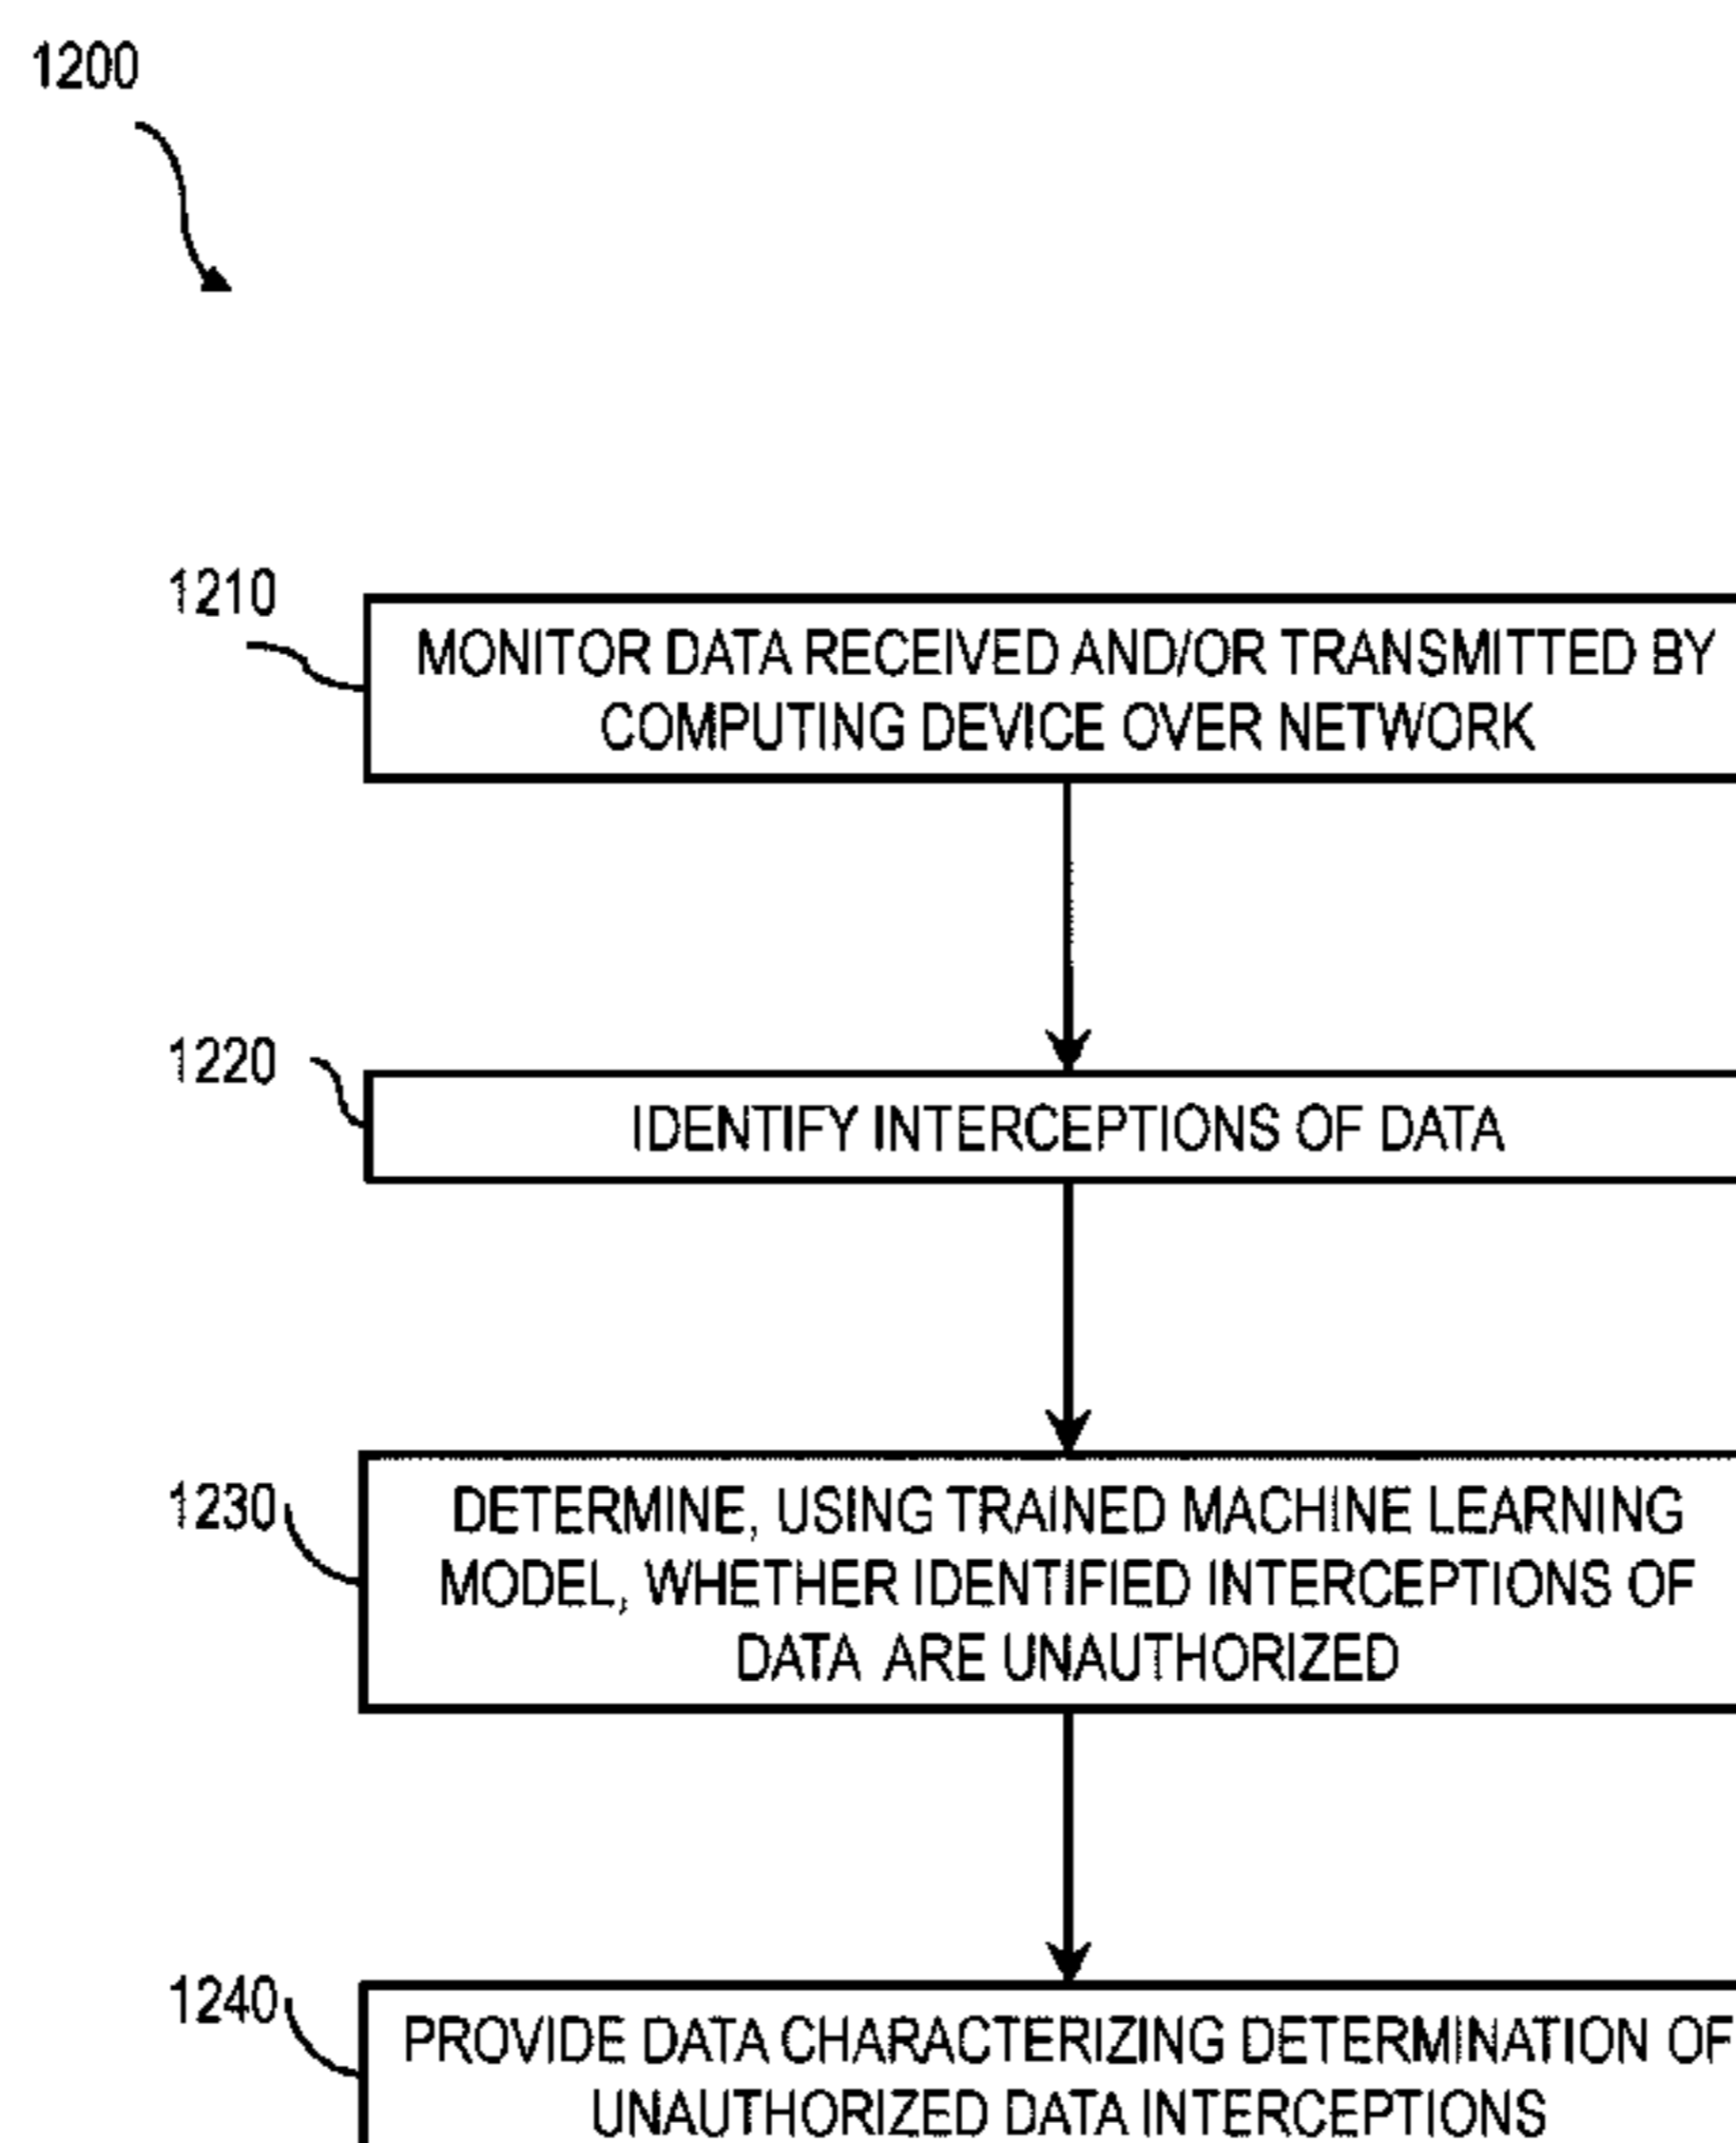 1200
1210
MONITOR DATA RECEIVED AND/OR TRANSMITTED BY
COMPUTING DEVICE OVER NETWORK
1220
IDENTIFY INTERCEPTIONS OF DATA
1230
DETERMINE, USING TRAINED MACHINE LEARNING
MODEL, WHETHER IDENTIFIED INTERCEPTIONS OF
DATA ARE UNAUTHORIZED
1240
PROVIDE DATA CHARACTERIZING DETERMINATION OF
UNAUTHORIZED DATA INTERCEPTIONS